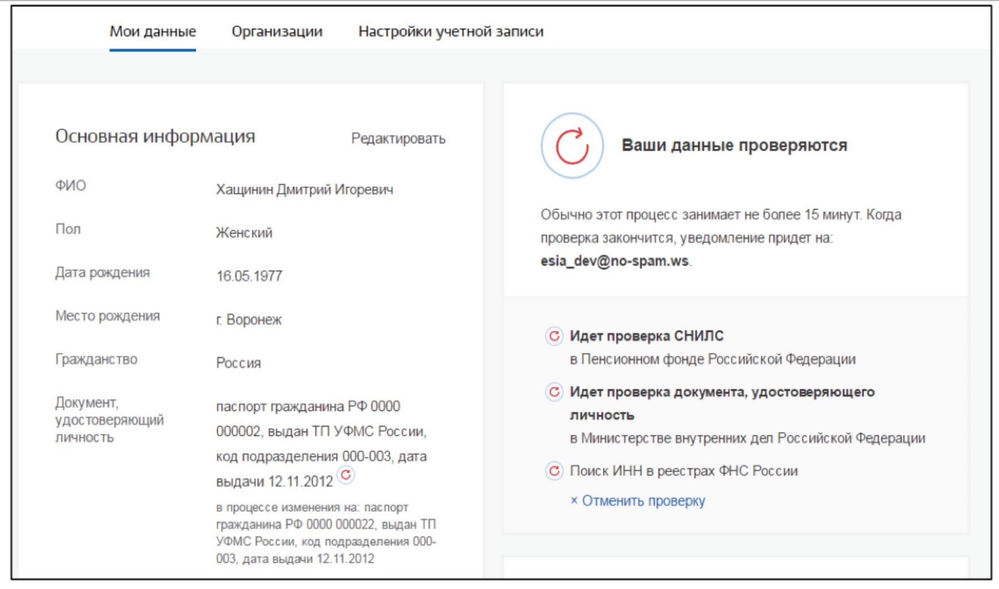 Мои данные Организации Настройки учетной записи
Основная информация Редактировать
ФИО Хащинин Дмитрий Игоревич
Пол Женский
Дата рождения 16.05.1977
Место рождения г. Воронеж
Гражданство Россия
Документ,
удостоверяющий
личность
паспорт гражданина РФ 0000
000002, выдан ТП УФМС России,
код подразделения 000-003, дата
выдачи 12.11.2012
в процессе изменения на: паспорт
гражданина РФ 0000 000022, выдан ТП
УФМС России, код подразделения 000-
003, дата выдачи 12.11.2012
Ваши данные проверяются
Обычно этот процесс занимает не более 15 минут. Когда
проверка закончится, уведомление придет на:
esia_dev@no-spam.ws.
Идет проверка СНИЛС
в Пенсионном фонде Российской Федерации
Идет проверка документа, удостоверяющего
личность
в Министерстве внутренних дел Российской Федерации
Поиск ИНН в реестрах ФНС России
× Отменить проверку